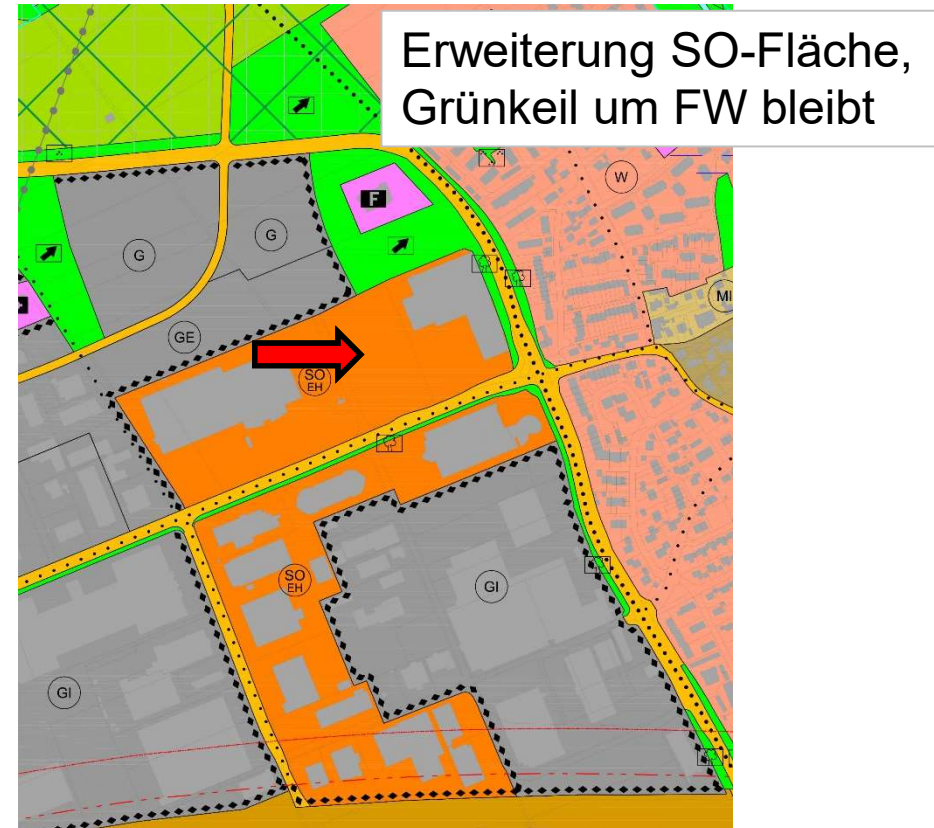 Erweiterung SO-Fläche,
Grünkeil um FW bleibt
W
F
G
G
MI
GE
SO
EH
SO
EH
GI
GI